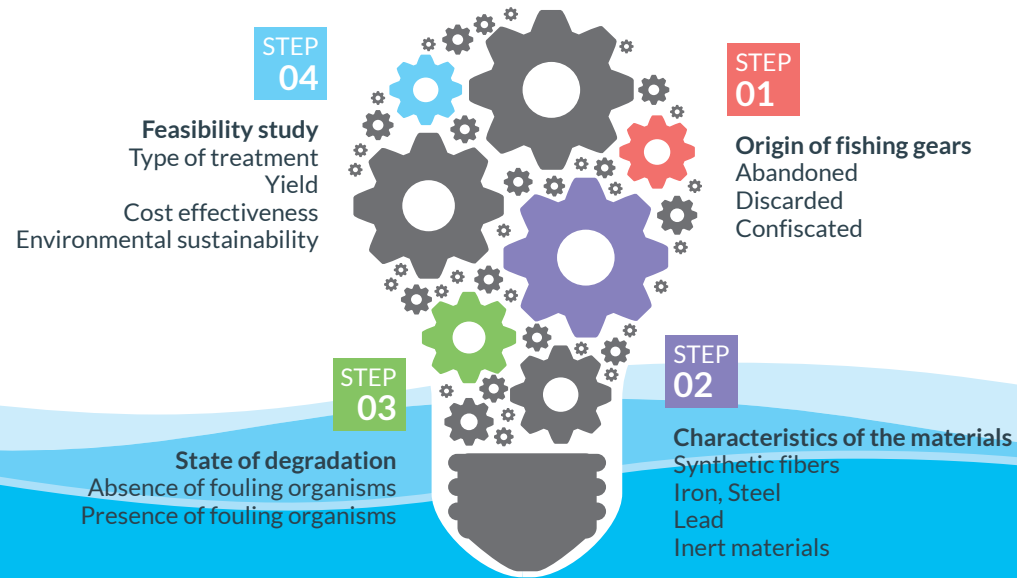 STEP
01
Origin of fishing gears
Abandoned
Discarded
Confiscated
STEP
02
Characteristics of the materials
Synthetic fibers
Iron, Steel
Lead
Inert materials
STEP
03
State of degradation
Absence of fouling organisms
Presence of fouling organisms
STEP
04
Feasibility study
Type of treatment
Yield
Cost effectiveness
Environmental sustainability